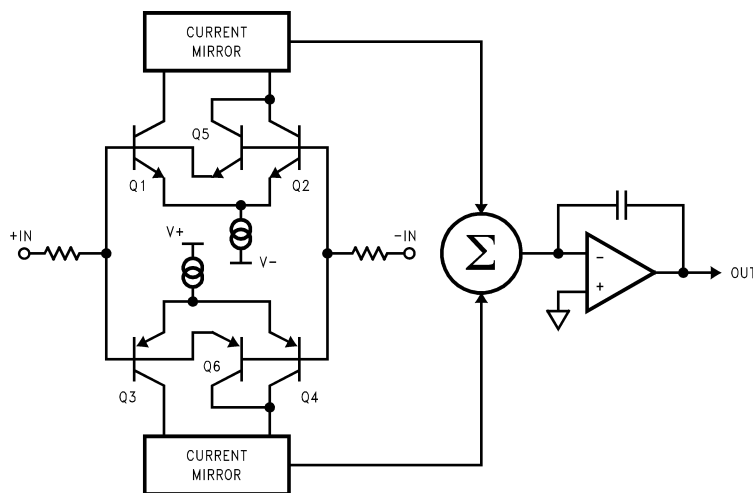 CURRENT
MIRROR
Q5
Q1
Q2
+IN
V+
V-
-IN
Σ
-
+
OUT
Q6
Q3
Q4
CURRENT
MIRROR